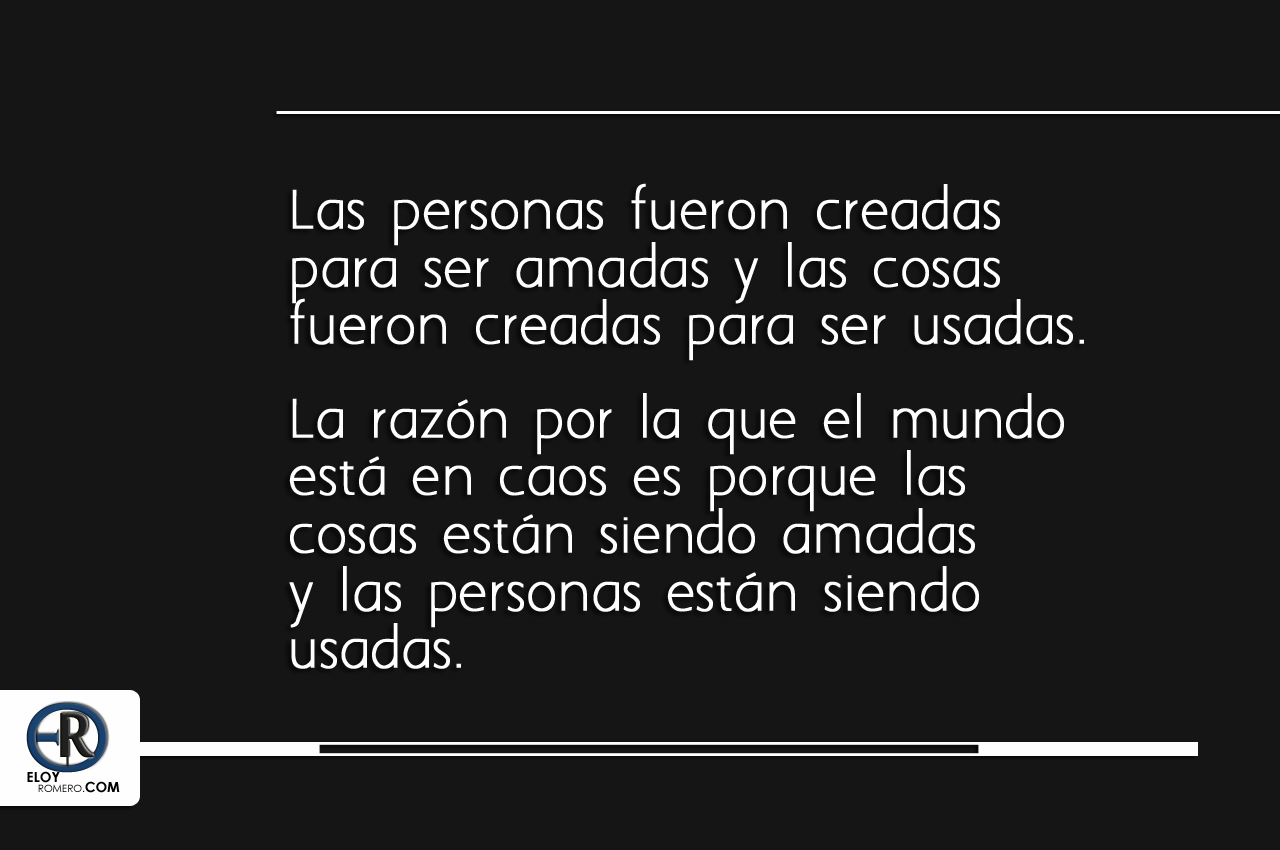 Las personas fueron creadas
para ser amadas y las cosas
fueron creadas para ser usadas.
La razón por la que el mundo
está en caos es porque las
cosas están siendo amadas
y las personas están siendo
usadas.
ER
ELOY
ROMERO.COM